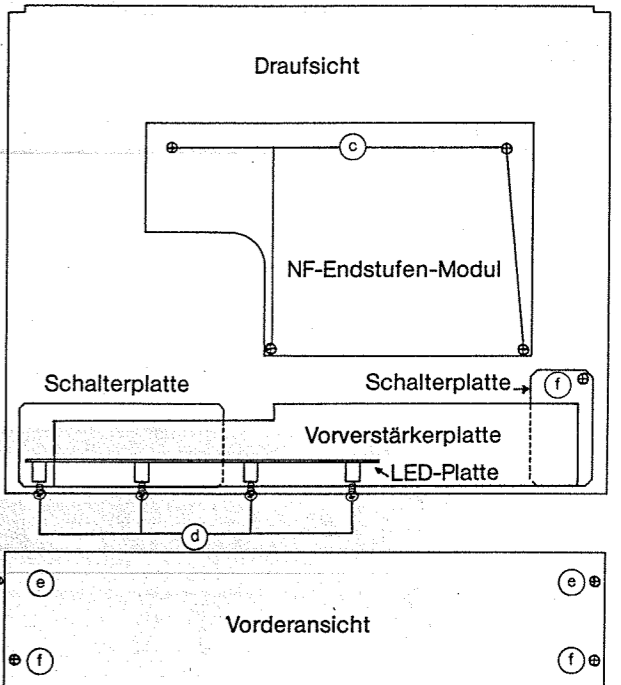 Draufsicht
c
NF-Endstufen-Modul
Schalterplatte
Schalterplatte
f
Vorverstärkerplatte
LED-Platte
d
e
e
Vorderansicht
f
f